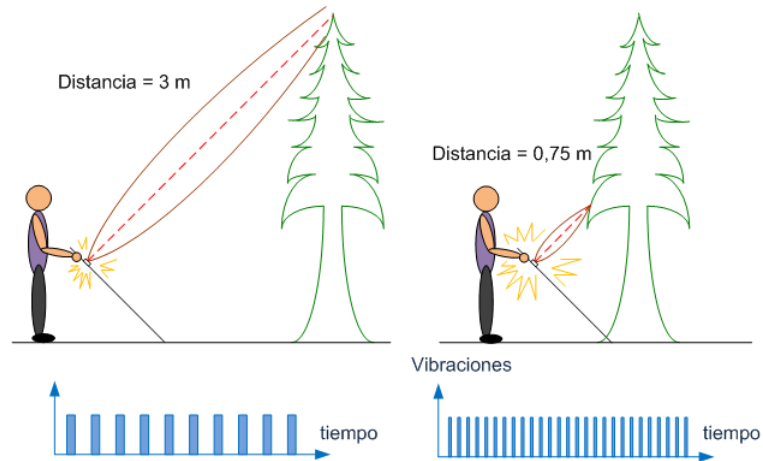 Distancia = 3 m
Distancia = 0,75 m
Vibraciones
tiempo
tiempo